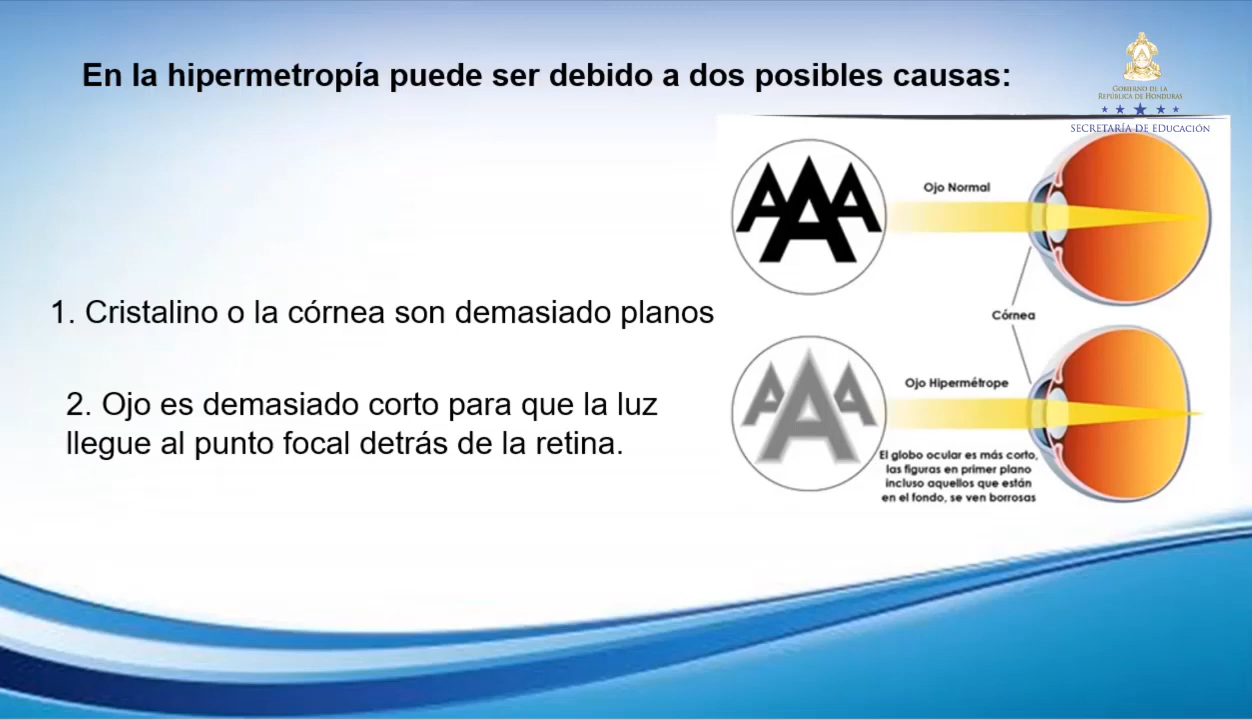 En la hipermetropía puede ser debido a dos posibles causas:
GOBIERNO DE LA
REPÚBLICA DE HONDURAS
SECRETARÍA DE EDUCACIÓN
AAA
Ojo Normal
1. Cristalino o la córnea son demasiado planos
Córnea
2. Ojo es demasiado corto para que la luz
llegue al punto focal detrás de la retina.
AAA
Ojo Hipermétrope
El globo ocular es más corto,
las figuras en primer plano
incluso aquellos que están
en el fondo, se ven borrosas